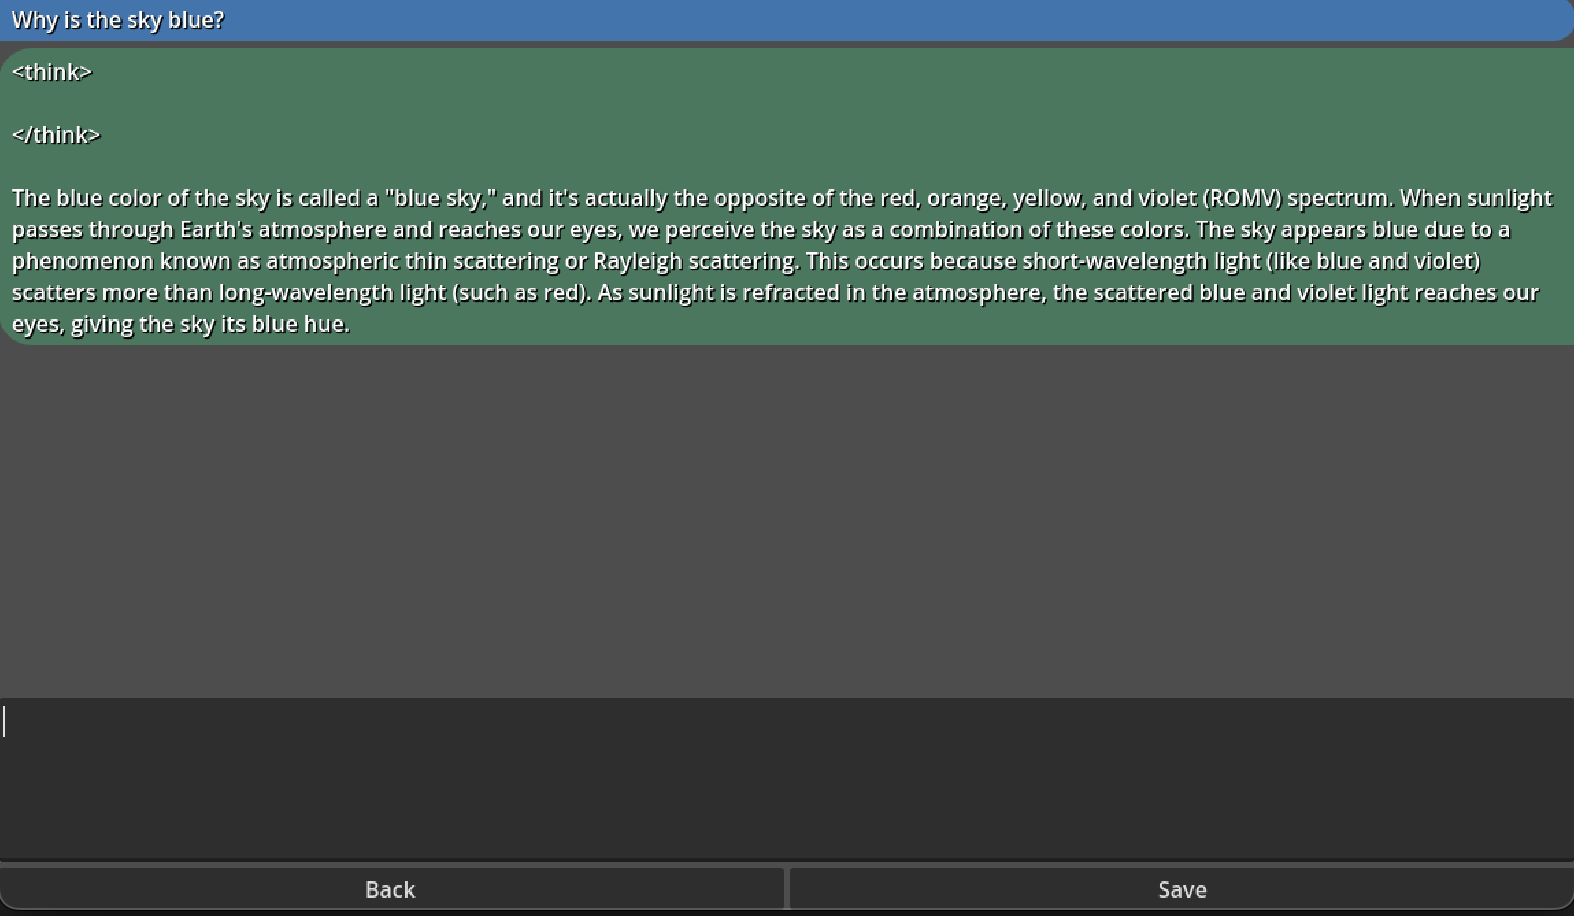 Why is the sky blue?
<think>
</think>
The blue color of the sky is called a "blue sky," and it's actually the opposite of the red, orange, yellow, and violet (ROMV) spectrum. When sunlight
passes through Earth's atmosphere and reaches our eyes, we perceive the sky as a combination of these colors. The sky appears blue due to a
phenomenon known as atmospheric thin scattering or Rayleigh scattering. This occurs because short-wavelength light (like blue and violet)
scatters more than long-wavelength light (such as red). As sunlight is refracted in the atmosphere, the scattered blue and violet light reaches our
eyes, giving the sky its blue hue.
Back
Save